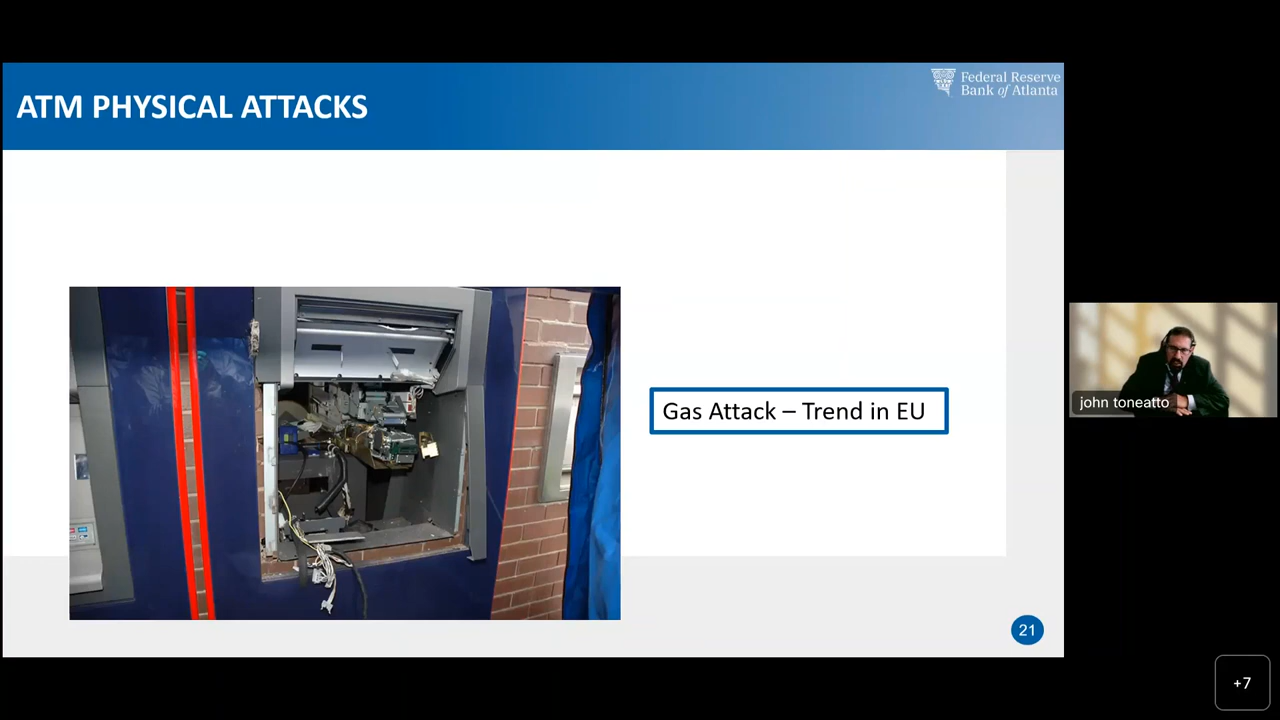 ATM PHYSICAL ATTACKS
Federal Reserve
Bank of Atlanta
Gas Attack – Trend in EU
john toneatto
21
+7